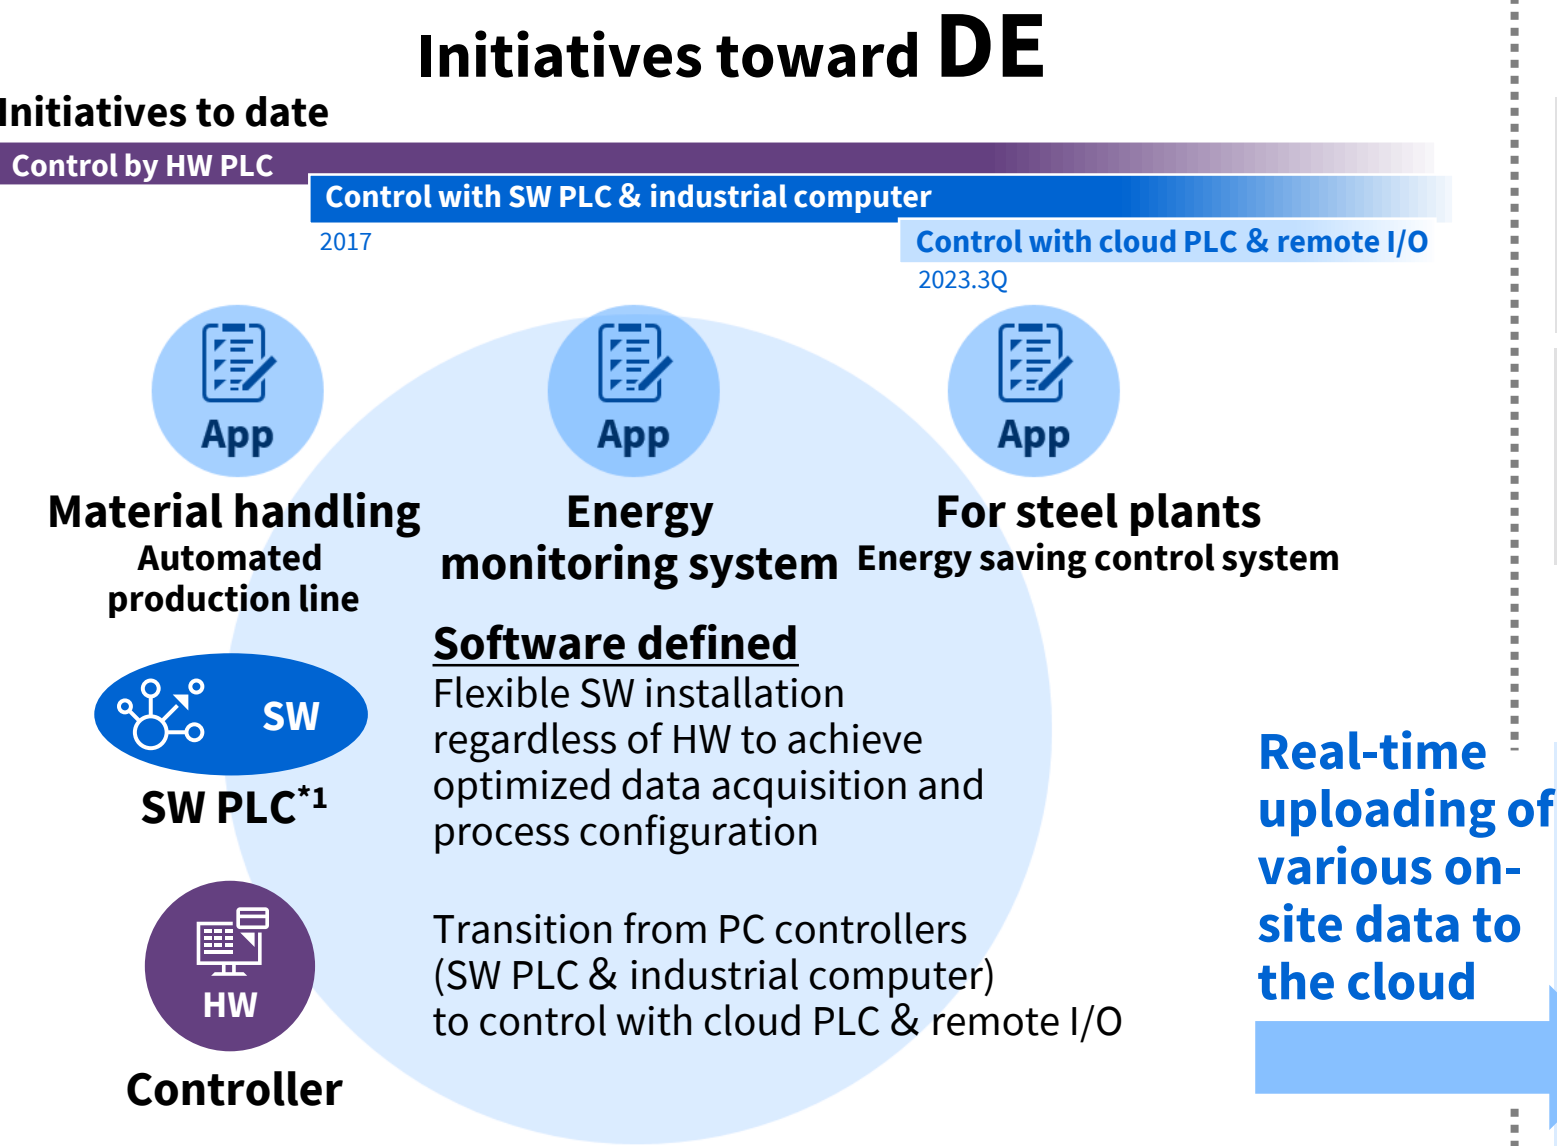 Initiatives toward DE
Initiatives to date
Control by HW PLC
Control with SW PLC & industrial computer
2017
Control with cloud PLC & remote I/O
2023.3Q
App
App
App
Material handling
Automated
production line
Energy
monitoring system
For steel plants
Energy saving control system
SW
SW PLC*1
Software defined
Flexible SW installation
regardless of HW to achieve
optimized data acquisition and
process configuration
HW
Controller
Transition from PC controllers
(SW PLC & industrial computer)
to control with cloud PLC & remote I/O
Real-time
uploading of
various on-
site data to
the cloud